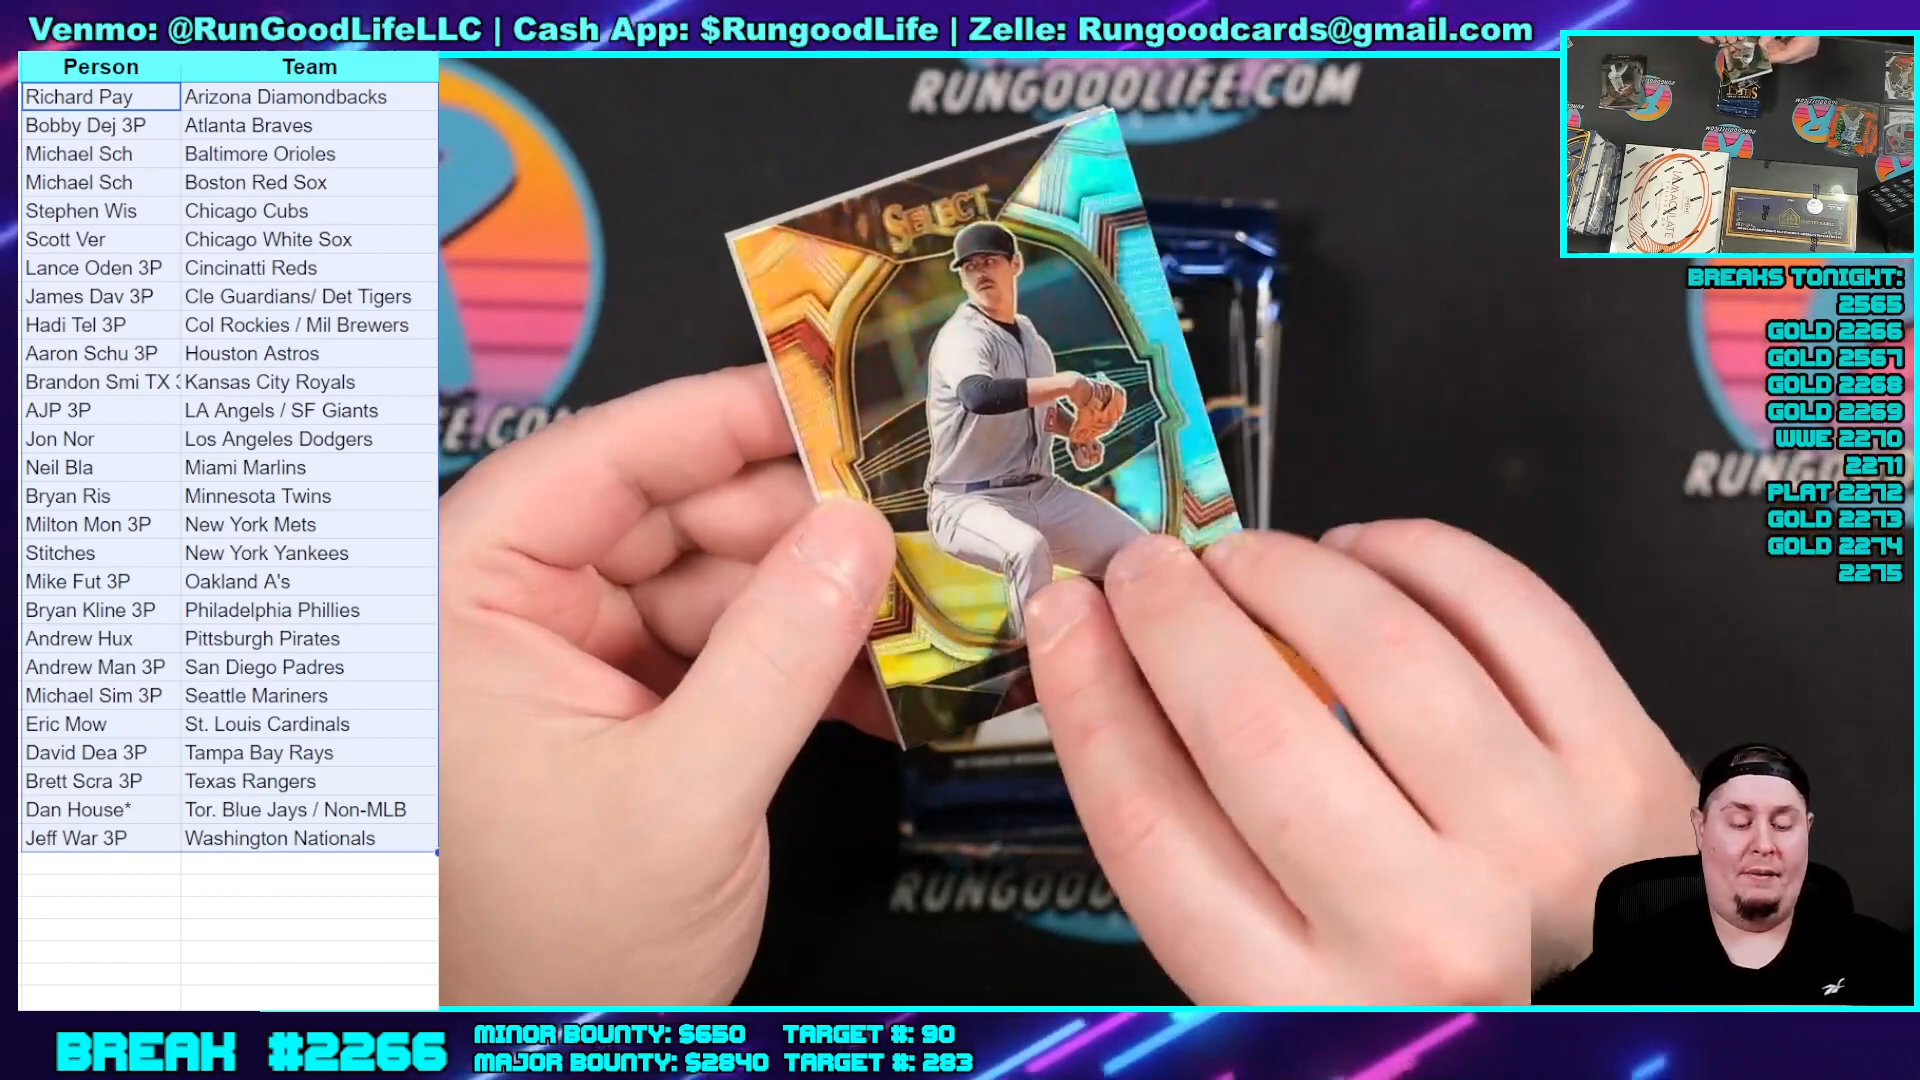 Venmo: @RunGoodLifeLLC | Cash App: $RungoodLife | Zelle: Rungoodcards@gmail.com
Person Team
Richard Pay Arizona Diamondbacks
Bobby Dej 3P Atlanta Braves
Michael Sch Baltimore Orioles
Michael Sch Boston Red Sox
Stephen Wis Chicago Cubs
Scott Ver Chicago White Sox
Lance Oden 3P Cincinatti Reds
James Dav 3P Cle Guardians/ Det Tigers
Hadi Tel 3P Col Rockies / Mil Brewers
Aaron Schu 3P Houston Astros
Brandon Smi TX Kansas City Royals
AJP 3P LA Angels / SF Giants
Jon Nor Los Angeles Dodgers
Neil Bla Miami Marlins
Bryan Ris Minnesota Twins
Milton Mon 3P New York Mets
Stitches New York Yankees
Mike Fut 3P Oakland A's
Bryan Kline 3P Philadelphia Phillies
Andrew Hux Pittsburgh Pirates
Andrew Man 3P San Diego Padres
Michael Sim 3P Seattle Mariners
Eric Mow St. Louis Cardinals
David Dea 3P Tampa Bay Rays
Brett Scra 3P Texas Rangers
Dan House* Tor. Blue Jays / Non-MLB
Jeff War 3P Washington Nationals
RUNGOODLIFE.COM
SELECT
SELECT
IMMACULATE
BREAKS TONIGHT:
2565
GOLD 2266
GOLD 2567
GOLD 2268
GOLD 2269
WWE 2270
2271
PLAT 2272
GOLD 2273
GOLD 2274
2275
BREAK #2266
MINOR BOUNTY: $650 TARGET #: 90
MAJOR BOUNTY: $2840 TARGET #: 283